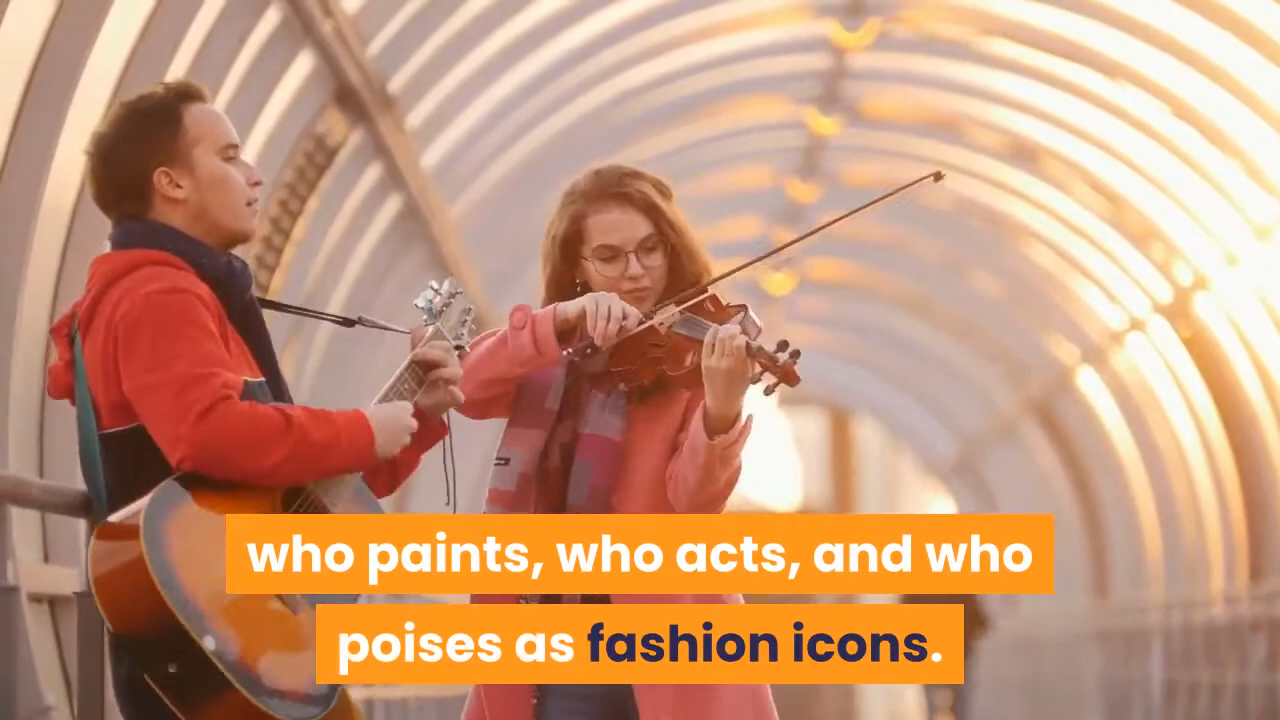 who paints, who acts, and who
poises as fashion icons.